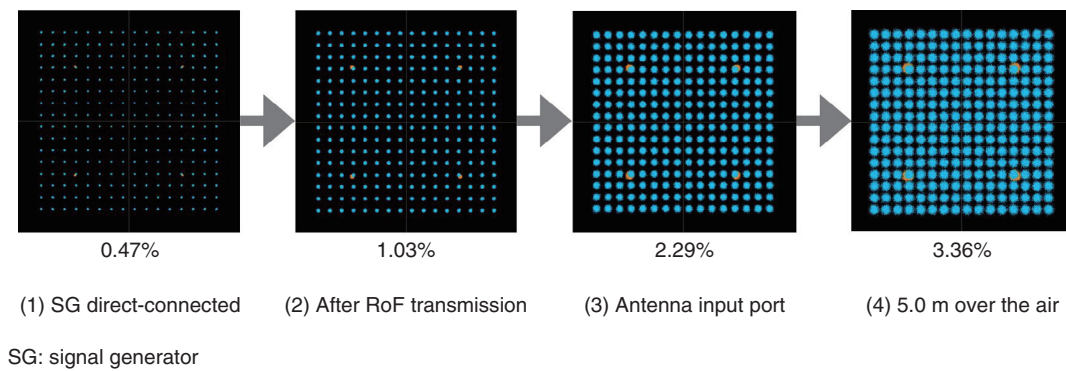 0.47% 1.03% 2.29% 3.36%
(1) SG direct-connected (2) After RoF transmission (3) Antenna input port (4) 5.0 m over the air
SG: signal generator